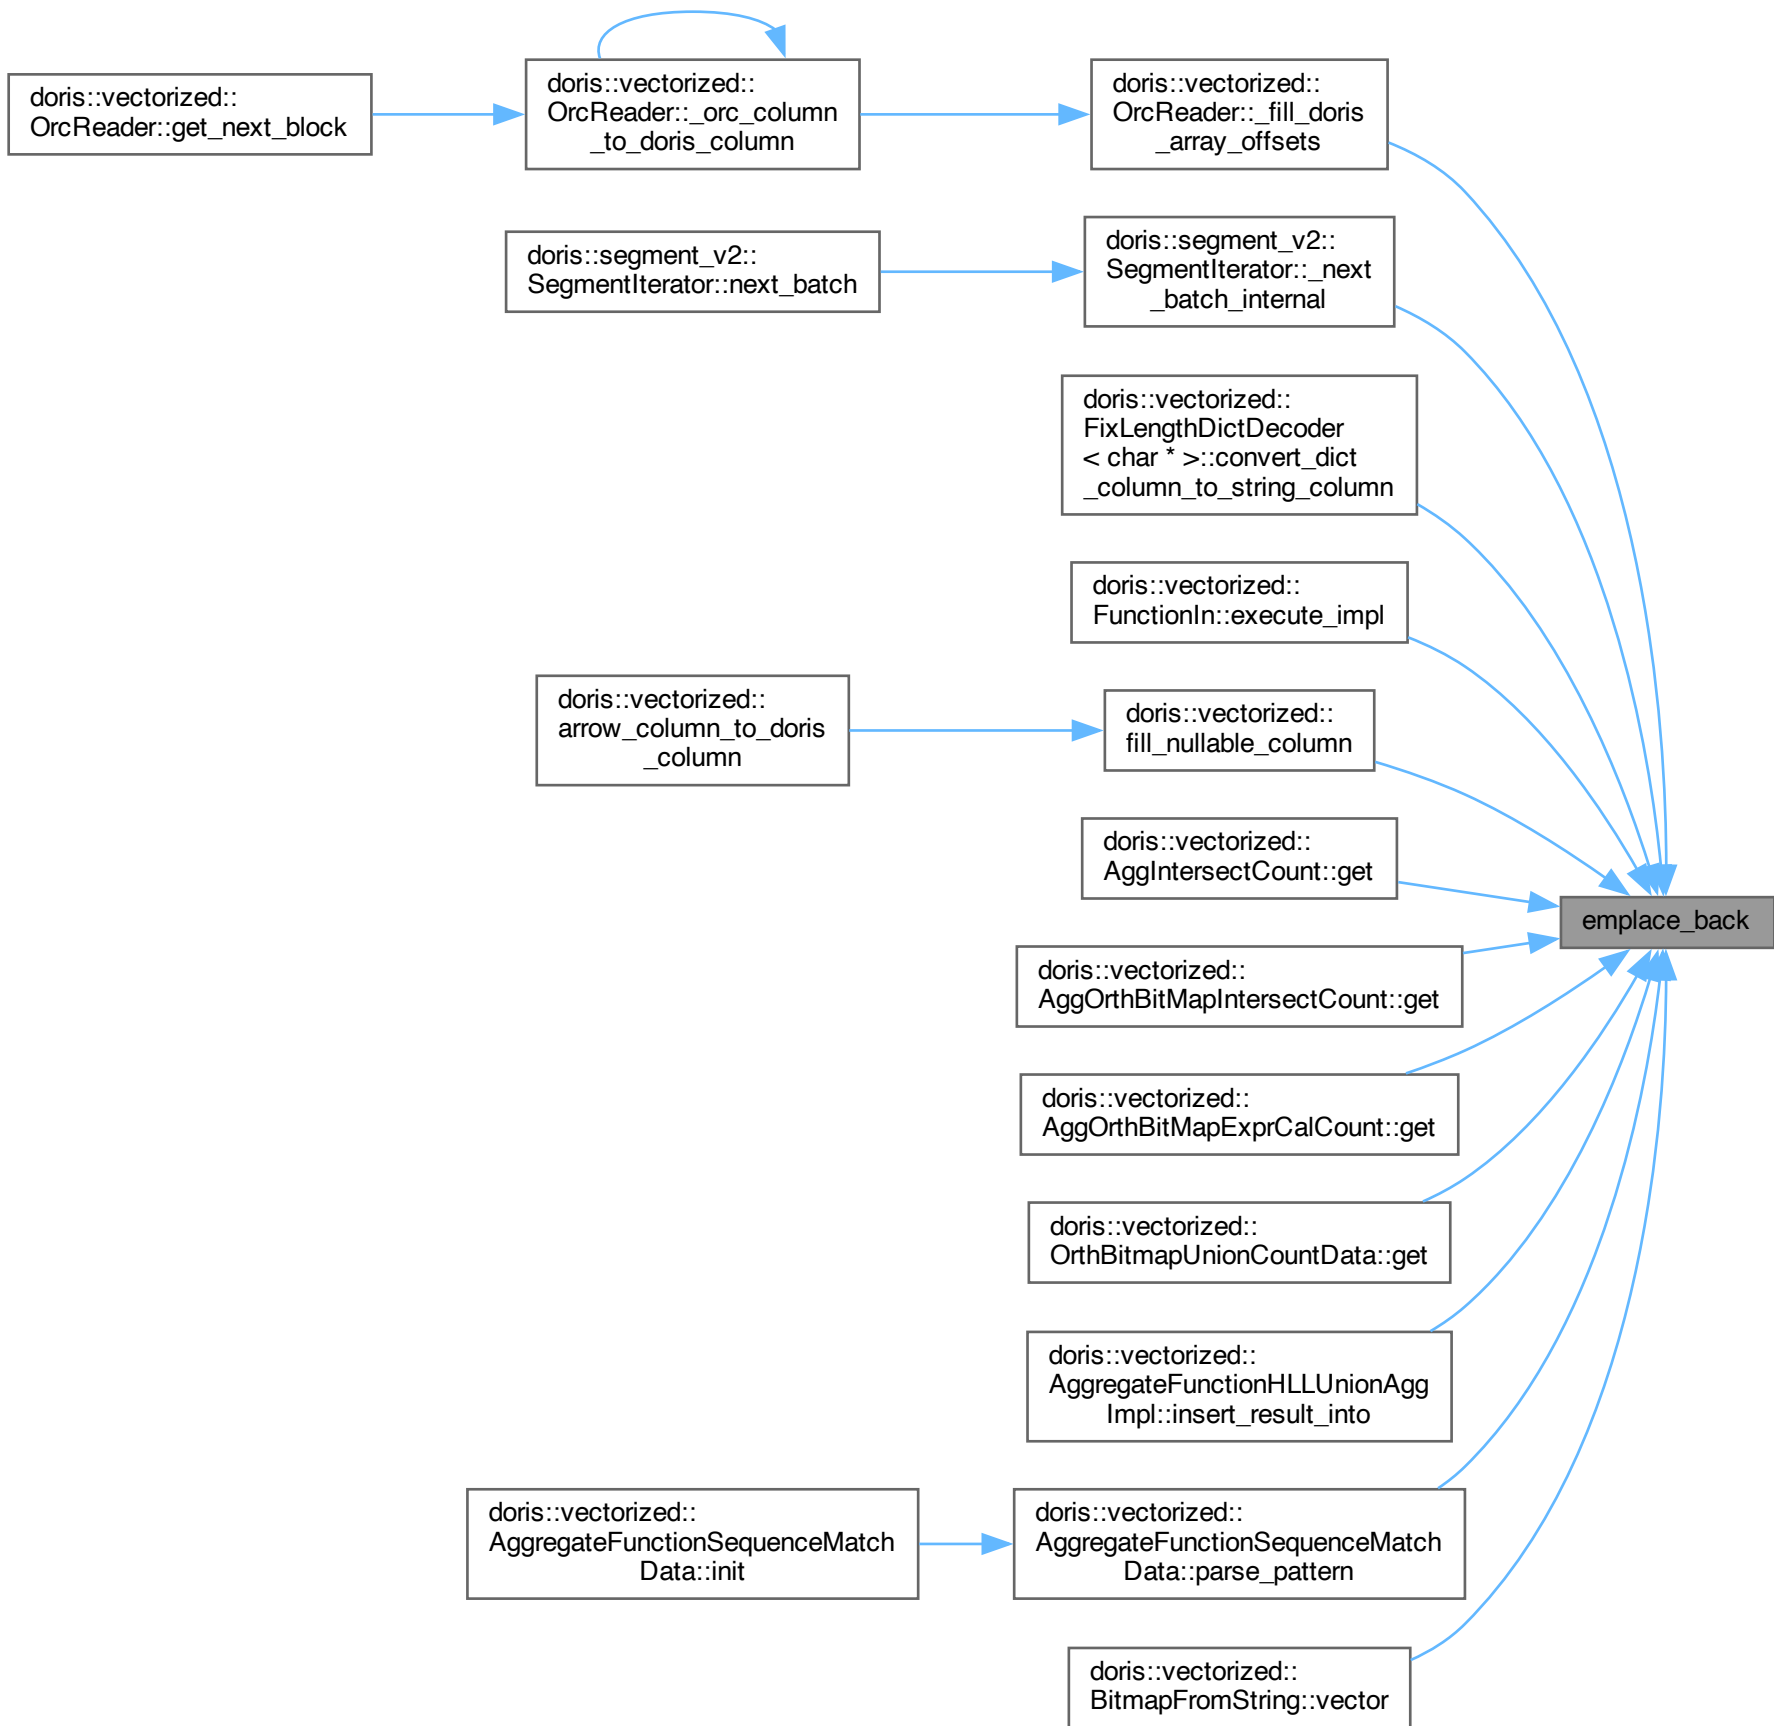 doris::vectorized::
OrcReader::get_next_block
doris::vectorized::
OrcReader::_orc_column
_to_doris_column
doris::vectorized::
OrcReader::_fill_doris
_array_offsets
doris::segment_v2::
SegmentIterator::next_batch
doris::segment_v2::
SegmentIterator::_next
_batch_internal
doris::vectorized::
FixLengthDictDecoder
< char * >::convert_dict
_column_to_string_column
doris::vectorized::
FunctionIn::execute_impl
doris::vectorized::
arrow_column_to_doris
_column
doris::vectorized::
fill_nullable_column
doris::vectorized::
AggIntersectCount::get
emplace_back
doris::vectorized::
AggOrthBitMapIntersectCount::get
doris::vectorized::
AggOrthBitMapExprCalCount::get
doris::vectorized::
OrthBitmapUnionCountData::get
doris::vectorized::
AggregateFunctionHLLUnionAgg
Impl::insert_result_into
doris::vectorized::
AggregateFunctionSequenceMatch
Data::init
doris::vectorized::
AggregateFunctionSequenceMatch
Data::parse_pattern
doris::vectorized::
BitmapFromString::vector